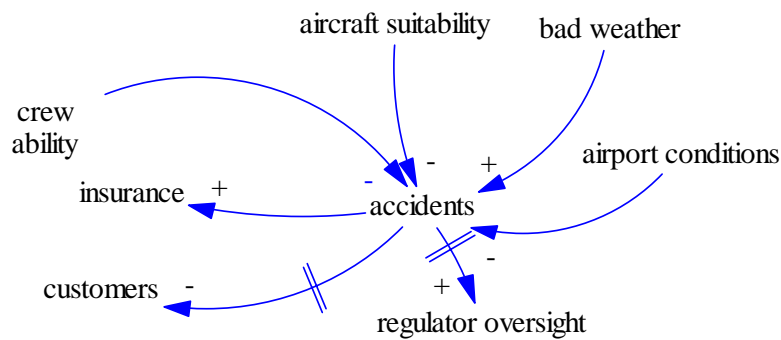 aircraft suitability
bad weather
crew
ability
-
+
airport conditions
insurance
+
-
accidents
-
customers
-
+
regulator oversight